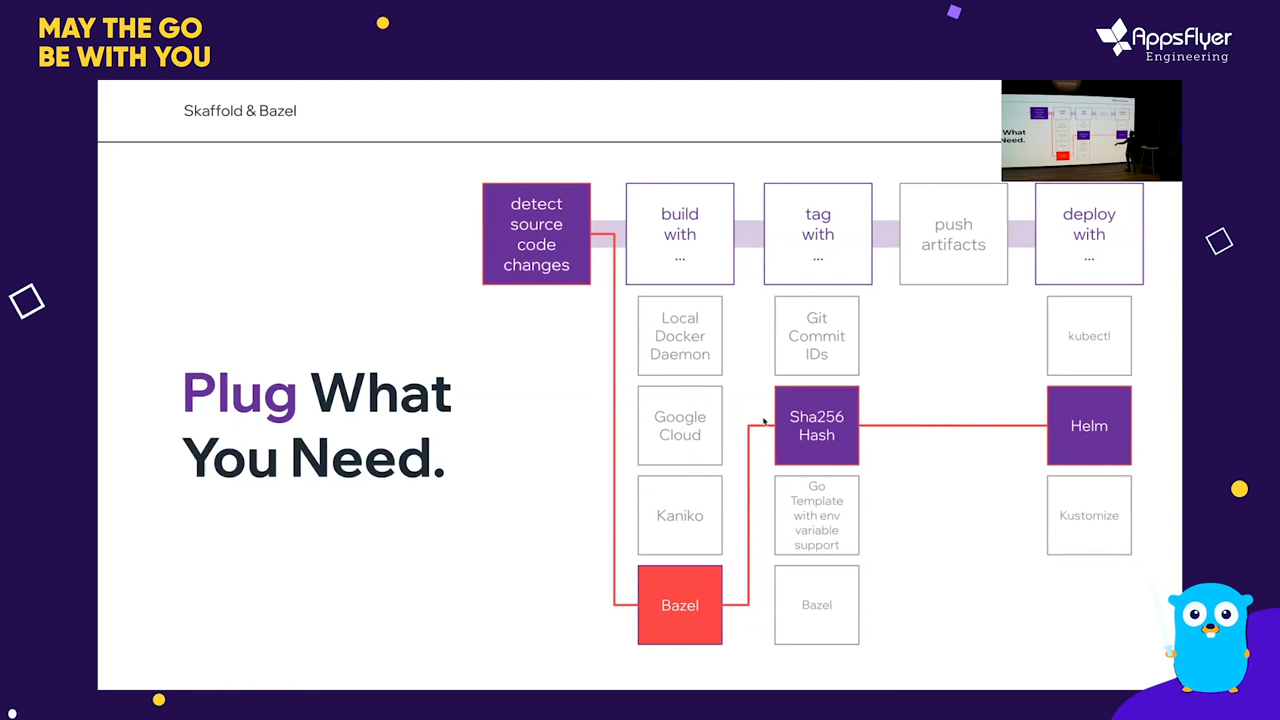 MAY THE GO
BE WITH YOU
AppsFlyer
Engineering
Skaffold & Bazel
What
Need.
detect
source
code
changes
build
with
...
tag
with
...
push
artifacts
deploy
with
...
Local
Docker
Daemon
Git
Commit
IDs
kubectl
Plug What
You Need.
Google
Cloud
Sha256
Hash
Helm
Kaniko
Go
Template
with env
variable
support
Kustomize
Bazel
Bazel